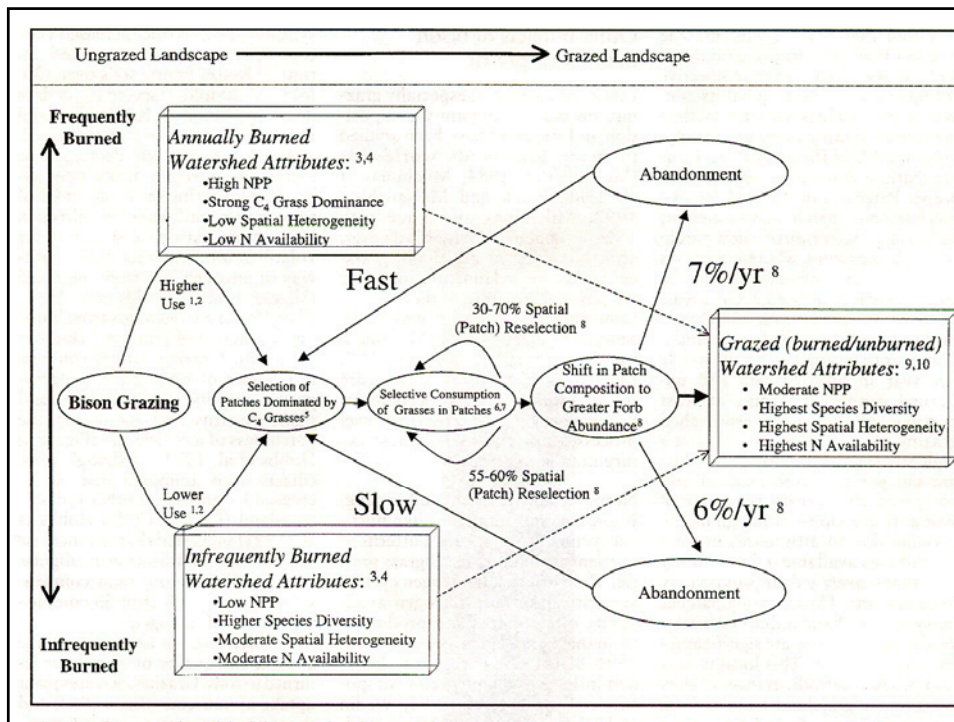 Ungrazed Landscape
Grazed Landscape
Frequently
Burned
Annually Burned
Watershed Attributes: 3,4
•High NPP
•Strong C4 Grass Dominance
•Low Spatial Heterogeneity
•Low N Availability
Abandonment
Higher
Use 1,2
Fast
7%/yr 8
30-70% Spatial
(Patch) Reselection 8
Bison Grazing
Selection of
Patches Dominated by
C4 Grasses5
Selective Consumption
of Grasses in Patches 6,7
Shift in Patch
Composition to
Greater Forb
Abundance8
Grazed (burned/unburned)
Watershed Attributes: 9,10
• Moderate NPP
• Highest Species Diversity
• Highest Spatial Heterogeneity
• Highest N Availability
55-60% Spatial
(Patch) Reselection 8
Lower
Use 1,2
Slow
6%/yr 8
Infrequently Burned
Watershed Attributes: 3,4
•Low NPP
•Higher Species Diversity
•Moderate Spatial Heterogeneity
•Moderate N Availability
Abandonment
Infrequently
Burned